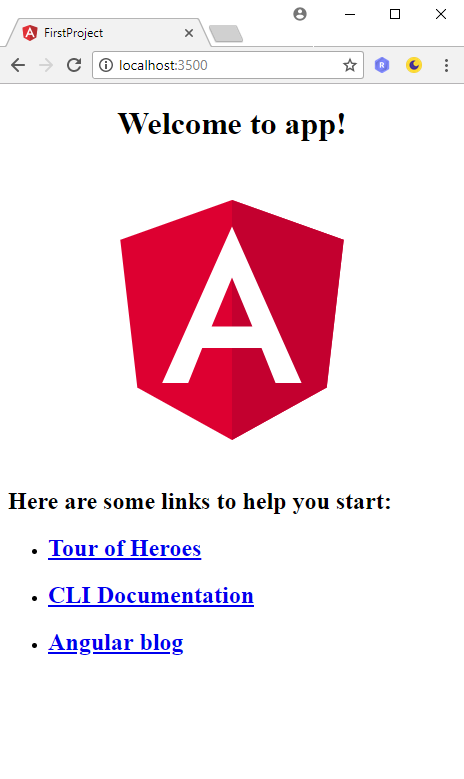 FirstProject
localhost:3500
Welcome to app!
A
Here are some links to help you start:
Tour of Heroes
CLI Documentation
Angular blog